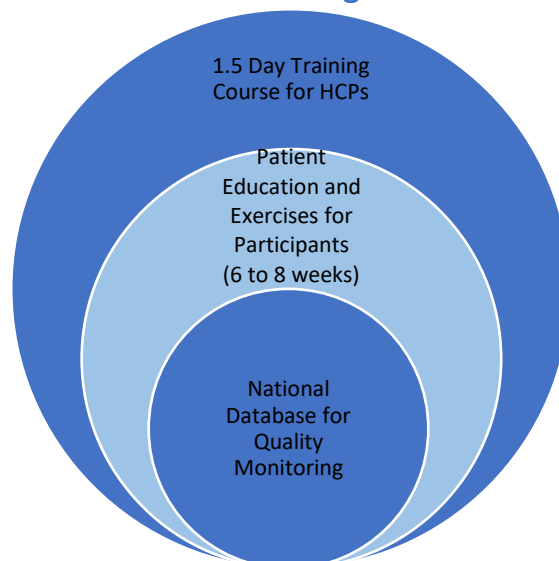 1.5 Day Training
Course for HCPs
Patient
Education and
Exercises for
Participants
(6 to 8 weeks)
National
Database for
Quality
Monitoring